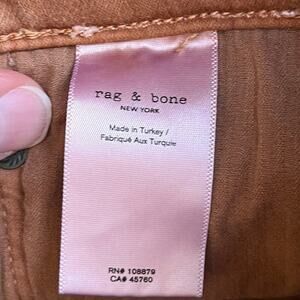 rag & bone
NEW YORK
Made in Turkey /
Fabriqué Aux Turquie
RN# 108879
CA# 45760